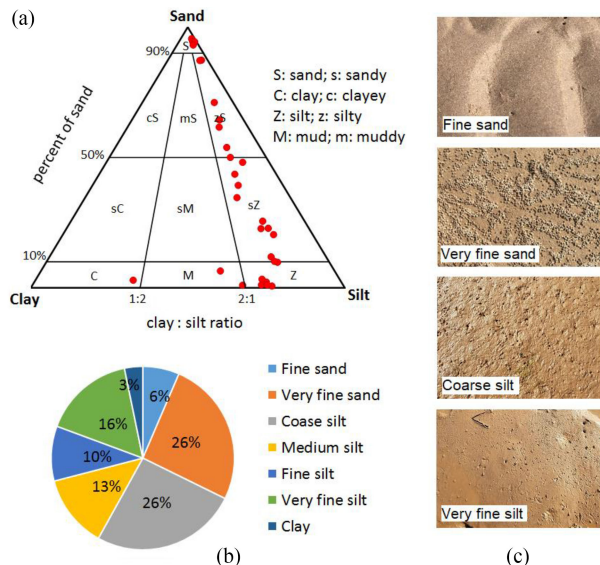 (a)
Sand
S
90%
cS
mS
zS
percent of sand
50%
sC
sM
sZ
10%
C
M
Z
Clay
1:2
2:1
Silt
clay : silt ratio
S: sand; s: sandy
C: clay; c: clayey
Z: silt; z: silty
M: mud; m: muddy
3%
6%
16%
26%
10%
13%
26%
Fine sand
Very fine sand
Coase silt
Medium silt
Fine silt
Very fine silt
Clay
(b)
(c)
Fine sand
Very fine sand
Coarse silt
Very fine silt